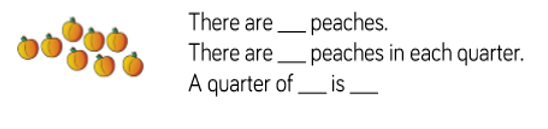 There are ___ peaches.
There are ___ peaches in each quarter.
A quarter of ___ is ___